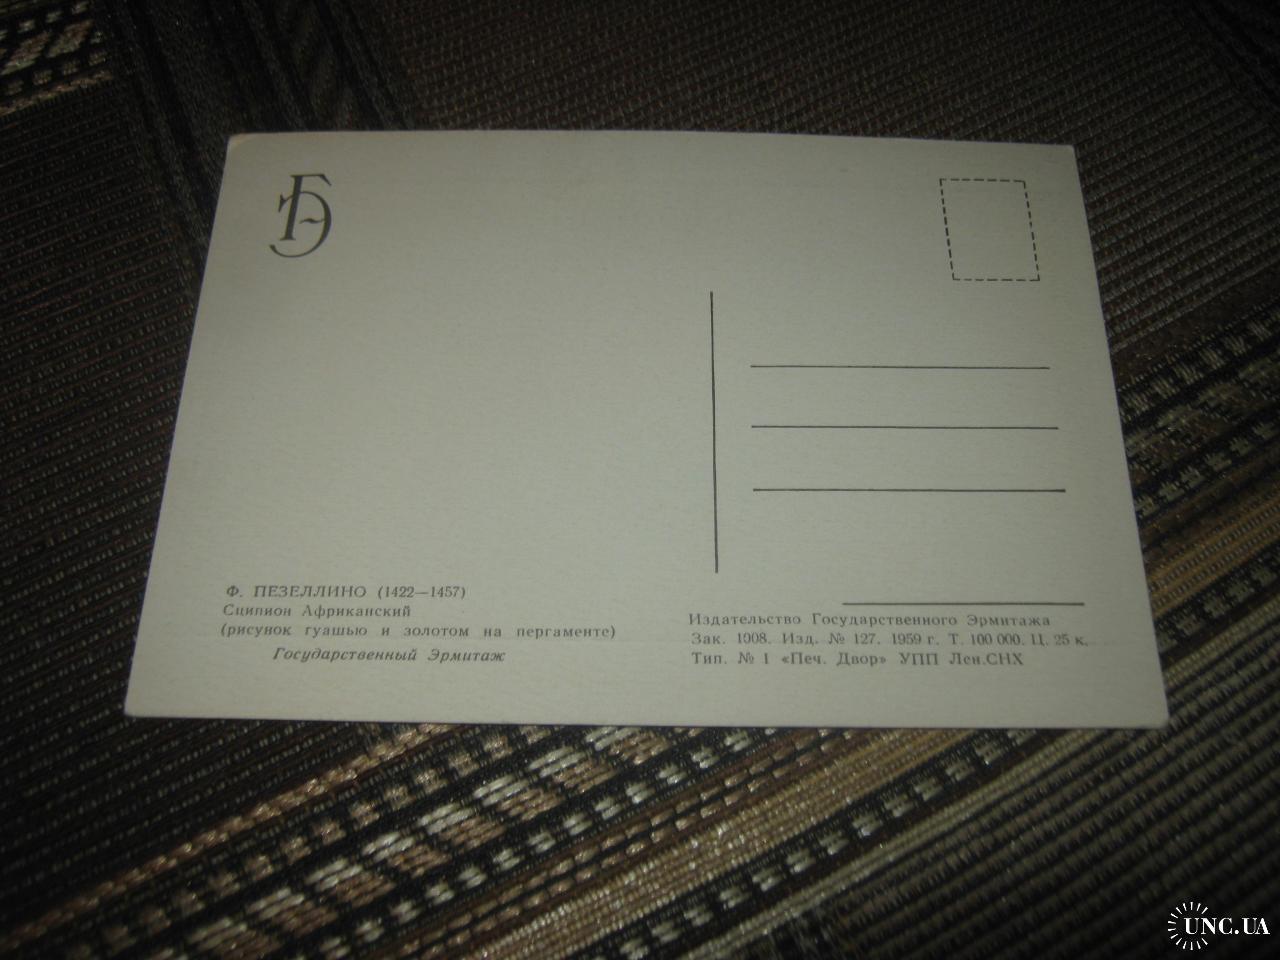 ГЭ
Ф. ПЕЗЕЛЛИНО (1422—1457)
Сципион Африканский
(рисунок гуашью и золотом на пергаменте)
Государственный Эрмитаж
Издательство Государственного Эрмитажа
Зак. 1908. Изд. № 127. 1959 г. Т. 100 000. Ц. 25 к.
Тип. № 1 «Печ. Двор» УПП Лен.СНХ
UNC.UA